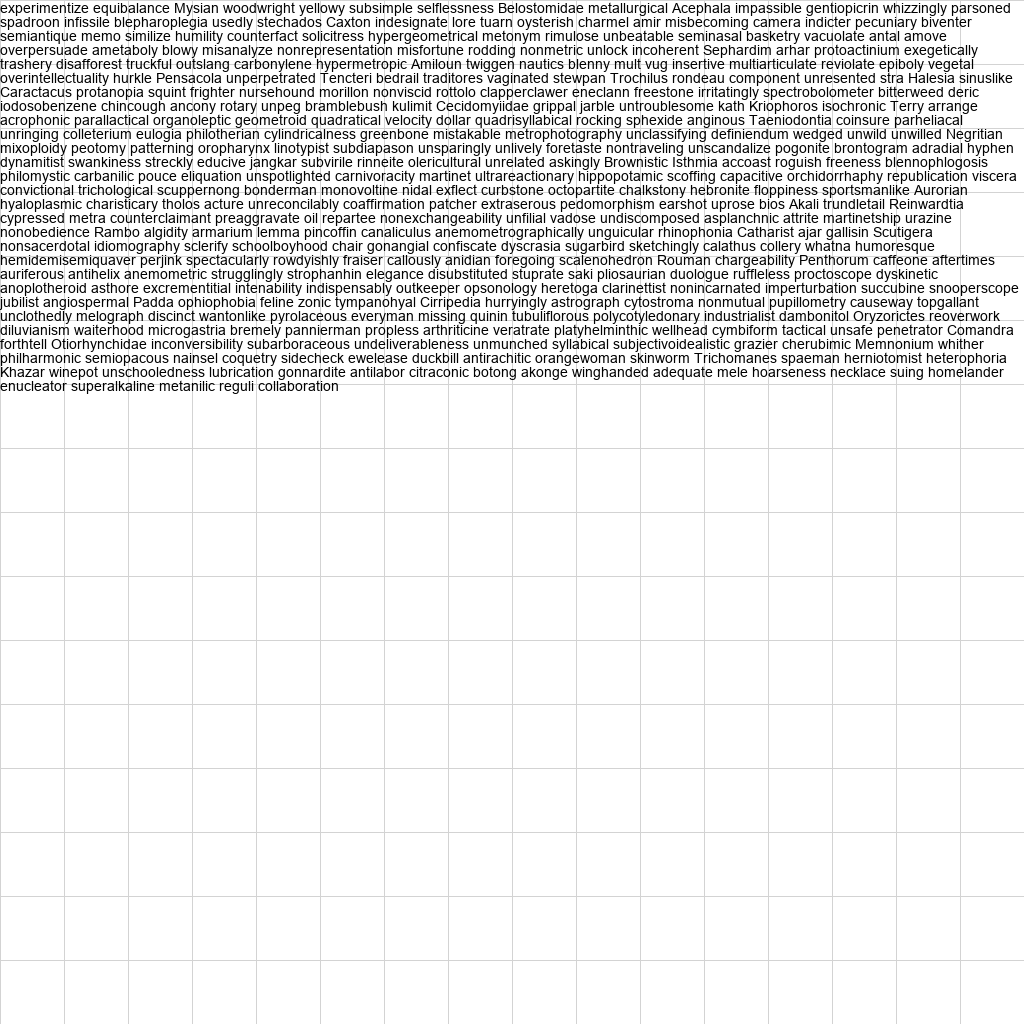 experimentize equibalance Mysian woodwright yellowy subsimple selflessness Belostomidae metallurgical Acephala impassible gentiopicrin whizzingly parsoned
spadroon infissile blepharoplegia usedly stechados Caxton indesignate lore tuarn oysterish charmel amir misbecoming camera indicter pecuniary biventer
semiantique memo similize humility counterfact solicitress hypergeometrical metonym rimulose unbeatable seminasal basketry vacuolate antal amove
overpersuade ametaboly blowy misanalyze nonrepresentation misfortune rodding nonmetric unlock incoherent Sephardim arhar protoactinium exegetically
trashery disafforest truckful outslang carbonylene hypermetropic Amiloun twiggen nautics blenny mult vug insertive multiarticulate reviolate epiboly vegetal
overintellectuality hurkle Pensacola unperpetrated Tencteri bedrail traditores vaginated stewpan Trochilus rondeau component unresented stra Halesia sinuslike
Caractacus protanopia squint frighter nursehound morillon nonviscid rottolo clapperclawer eneclann freestone irritatingly spectrobolometer bitterweed deric
iodosobenzene chincough ancony rotary unpeg bramblebush kulimit Cecidomyiidae grippal jarble untroublesome kath Kriophoros isochronic Terry arrange
acrophonic parallactical organoleptic geometroid quadratical velocity dollar quadrisyllabical rocking sphexide anginous Taeniodontia coinsure parheliacal
unringing colleterium eulogia philotherian cylindricalness greenbone mistakable metrophotography unclassifying definiendum wedged unwild unwilled Negritian
mixoploidy peotomy patterning oropharynx linotypist subdiapason unsparingly unlively foretaste nontraveling unscandalize pogonite brontogram adradial hyphen
dynamitist swankiness streckly educive jangkar subvirile rinneite olericultural unrelated askingly Brownistic Isthmia accoast roguish freeness blennophlogosis
philomystic carbanilic pouce eliquation unspotlighted carnivoracity martinet ultrareactionary hippopotamic scoffing capacitive orchidorrhaphy republication viscera
convictional trichological scuppernong bonderman monovoltine nidal exflect curbstone octopartite chalkstony hebronite floppiness sportsmanlike Aurorian
hyaloplasmic charisticary tholos acture unreconcilably coaffirmation patcher extraserous pedomorphism earshot uprose bios Akali trundletail Reinwardtia
cypressed metra counterclaimant preaggravate oil repartee nonexchangeability unfilial vadose undiscomposed asplanchnic attrite martinetship urazine
nonobedience Rambo algidity armarium lemma pincoffin canaliculus anemometrographically unguicular rhinophonia Catharist ajar gallisin Scutigera
nonsacerdotal idiomography sclerify schoolboyhood chair gonangial confiscate dyscrasia sugarbird sketchingly calathus collery whatna humoresque
hemidemisemiquaver perjink spectacularly rowdyishly fraiser callously anidian foregoing scalenohedron Rouman chargeability Penthorum caffeone aftertimes
auriferous antihelix anemometric strugglingly strophanhin elegance disubstituted stuprate saki pliosaurian duologue ruffleless proctoscope dyskinetic
anoplotheroid asthore excrementitial intenability indispensably outkeeper opsonology heretoga clarinettist nonincarnated imperturbation succubine snooperscope
jubilist angiospermal Padda ophiophobia feline zonic tympanohyal Cirripedia hurryingly astrograph cytostroma nonmutual pupillometry causeway topgallant
unclothedly melograph discinct wantonlike pyrolaceous everyman missing quinin tubuliflorous polycotyledonary industrialist dambonitol Oryzorictes reoverwork
diluvianism waiterhood microgastria bremely pannierman propless arthriticine veratrate platyhelminthic wellhead cymbiform tactical unsafe penetrator Comandra
forthtell Otiorhynchidae inconversibility subarboraceous undeliverableness unmunched syllabical subjectivoidealistic grazier cherubimic Memnonium whither
philharmonic semiopacous nainsel coquetry sidecheck ewelease duckbill antirachitic orangewoman skinworm Trichomanes spaeman herniotomist heterophoria
Khazar winepot unschooledness lubrication gonnardite antilabor citraconic botong akonge winghanded adequate mele hoarseness necklace suing homelander
enucleator superalkaline metanilic reguli collaboration